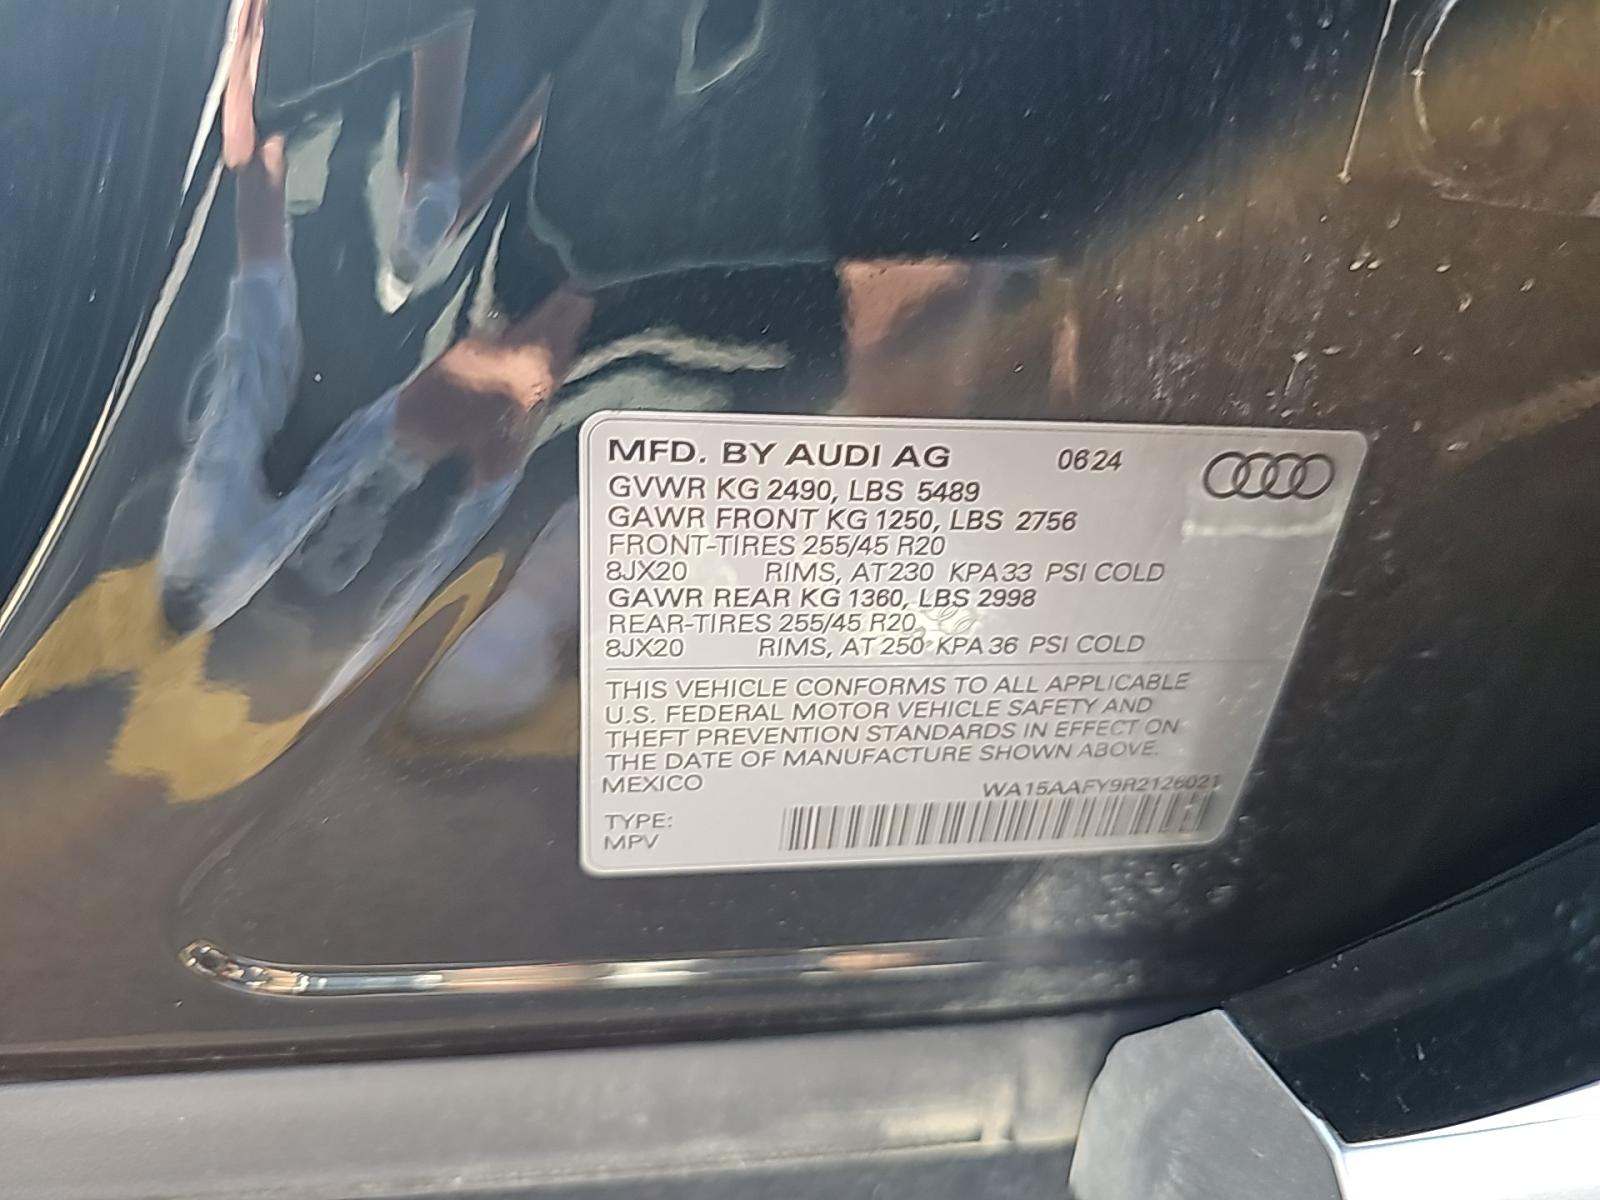 MFD. BY AUDI AG 0624
GVWR KG 2490, LBS 5489
GAWR FRONT KG 1250, LBS 2756
FRONT-TIRES 255/45 R20
8JX20 RIMS, AT 230 KPA 33 PSI COLD
GAWR REAR KG 1360, LBS 2998
REAR-TIRES 255/45 R20
8JX20 RIMS, AT 250 KPA 36 PSI COLD
THIS VEHICLE CONFORMS TO ALL APPLICABLE
U.S. FEDERAL MOTOR VEHICLE SAFETY AND
THEFT PREVENTION STANDARDS IN EFFECT ON
THE DATE OF MANUFACTURE SHOWN ABOVE.
MEXICO WA15AAFY9R2126021
TYPE:
MPV